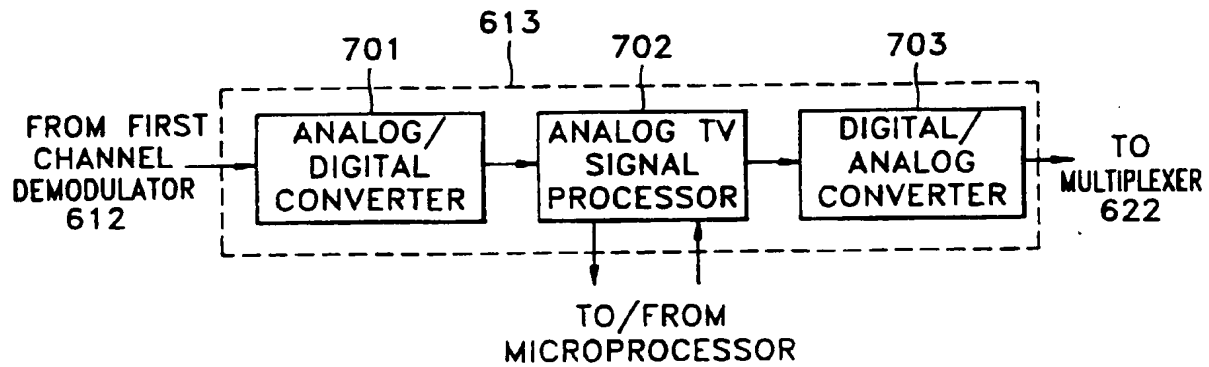 613
701
702
703
FROM FIRST
CHANNEL
DEMODULATOR
612
ANALOG/
DIGITAL
CONVERTER
ANALOG TV
SIGNAL
PROCESSOR
DIGITAL/
ANALOG
CONVERTER
TO
MULTIPLEXER
622
TO/FROM
MICROPROCESSOR